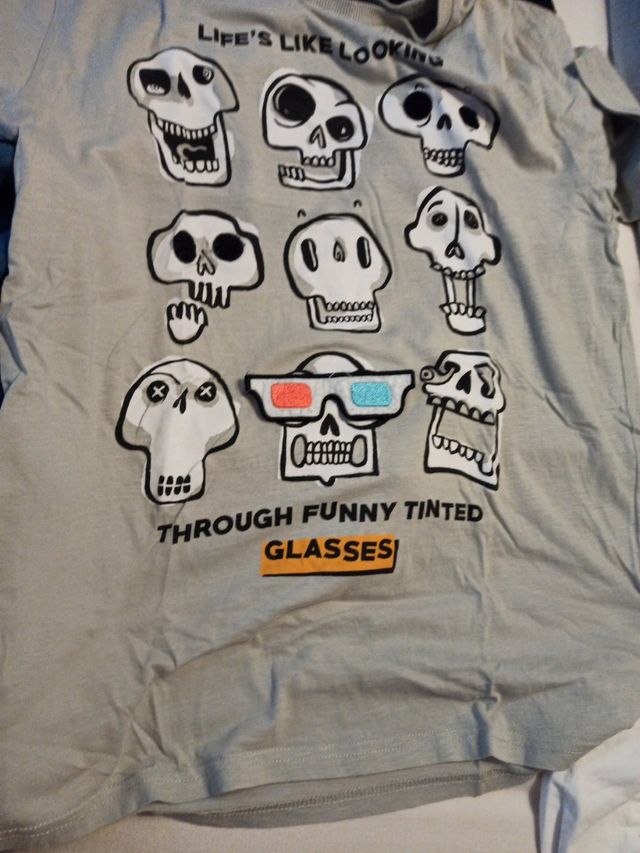 LIFE'S LIKE LOOKING
THROUGH FUNNY TINTED
GLASSES